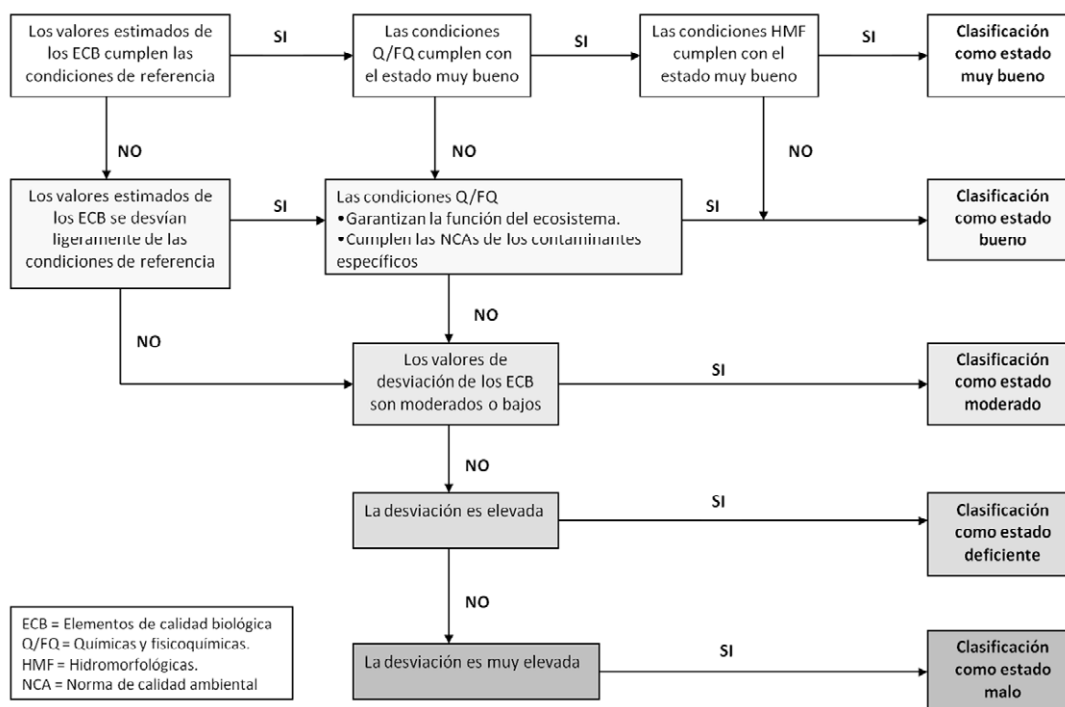 Los valores estimados de
los ECB cumplen las
condiciones de referencia
SI
Las condiciones
Q/FQ cumplen con
el estado muy bueno
SI
Las condiciones HMF
cumplen con el
estado muy bueno
SI
Clasificación
como estado
muy bueno
NO
NO
NO
Los valores estimados de
los ECB se desvían
ligeramente de las
condiciones de referencia
SI
Las condiciones Q/FQ
•Garantizan la función del ecosistema.
•Cumplen las NCAs de los contaminantes
específicos
SI
Clasificación
como estado
bueno
NO
NO
Los valores de
desviación de los ECB
son moderados o bajos
SI
Clasificación
como estado
moderado
NO
La desviación es elevada
SI
Clasificación
como estado
deficiente
NO
La desviación es muy elevada
SI
Clasificación
como estado
malo
ECB = Elementos de calidad biológica
Q/FQ = Químicas y fisicoquímicas.
HMF = Hidromorfológicas.
NCA = Norma de calidad ambiental